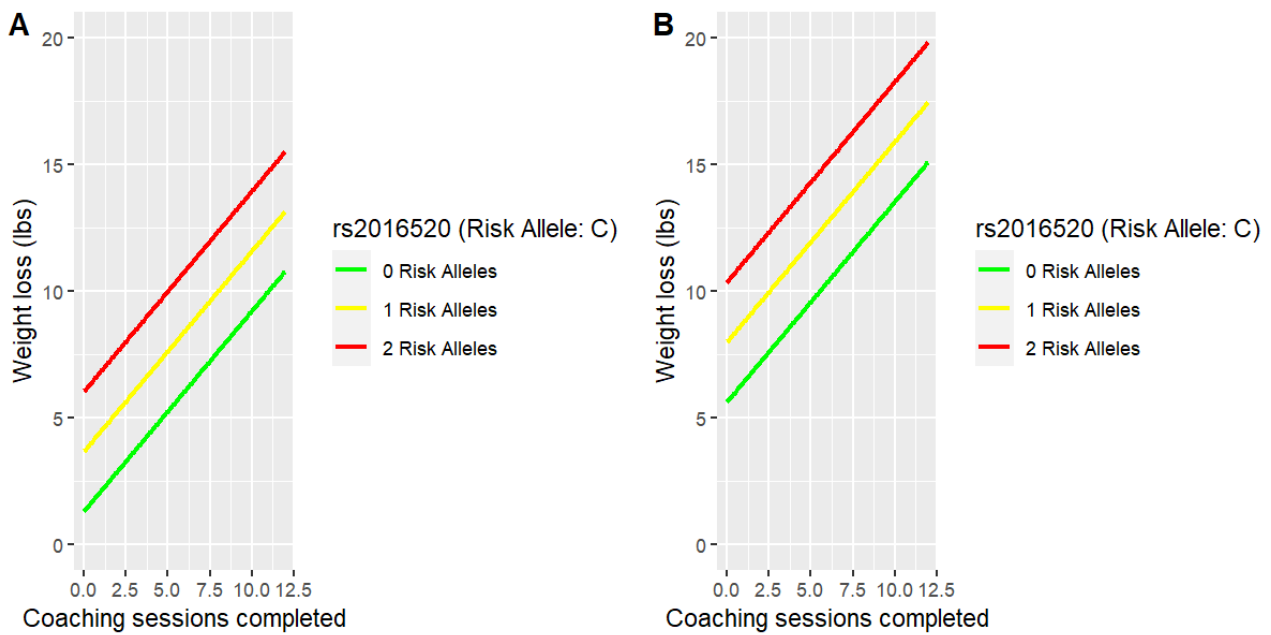 A
20
15
10
5
0
Weight loss (lbs)
0.0 2.5 5.0 7.5 10.0 12.5
Coaching sessions completed
rs2016520 (Risk Allele: C)
0 Risk Alleles
1 Risk Alleles
2 Risk Alleles
B
20
15
10
5
0
Weight loss (lbs)
0.0 2.5 5.0 7.5 10.0 12.5
Coaching sessions completed
rs2016520 (Risk Allele: C)
0 Risk Alleles
1 Risk Alleles
2 Risk Alleles